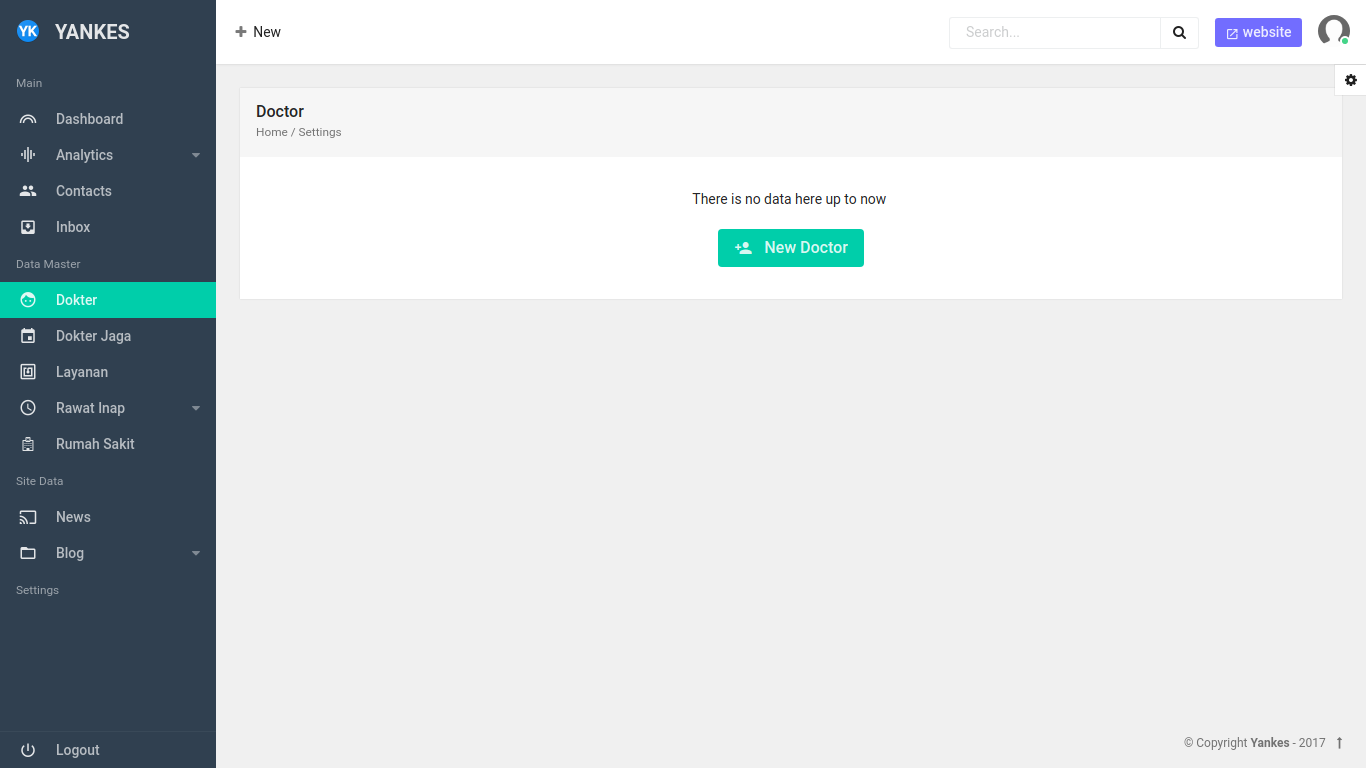 YK YANKES
Main
Dashboard
Analytics
Contacts
Inbox
Data Master
Dokter
Dokter Jaga
Layanan
Rawat Inap
Rumah Sakit
Site Data
News
Blog
Settings
Logout
+ New
Search...
website
Doctor
Home / Settings
There is no data here up to now
New Doctor
© Copyright Yankes - 2017